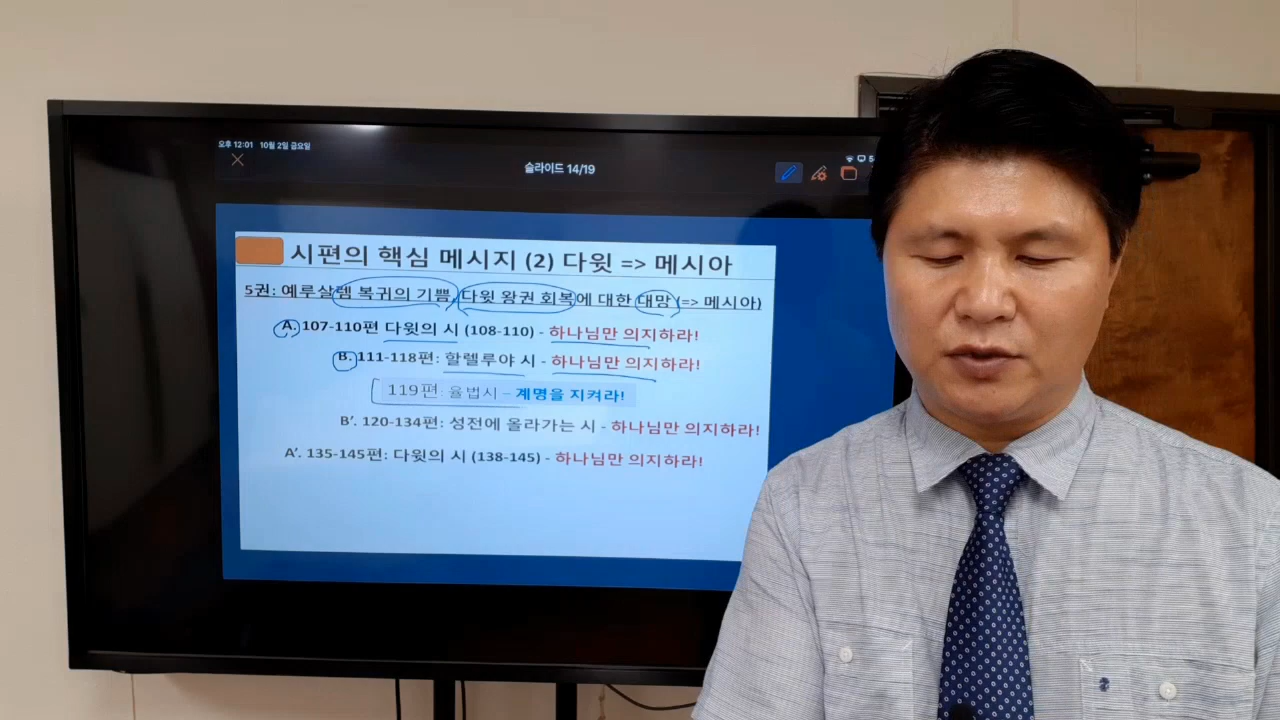 오후 12:01 10월 2일 금요일
슬라이드 14/19
시편의 핵심 메시지 (2) 다윗 => 메시아
5권: 예루살렘 복귀의 기쁨, 다윗 왕권 회복에 대한 대망 (=> 메시아)
A. 107-110편 다윗의 시 (108-110) - 하나님만 의지하라!
B. 111-118편: 할렐루야 시 - 하나님만 의지하라!
119편: 율법시 – 계명을 지켜라!
B'. 120-134편: 성전에 올라가는 시 - 하나님만 의지하라!
A'. 135-145편: 다윗의 시 (138-145) - 하나님만 의지하라!